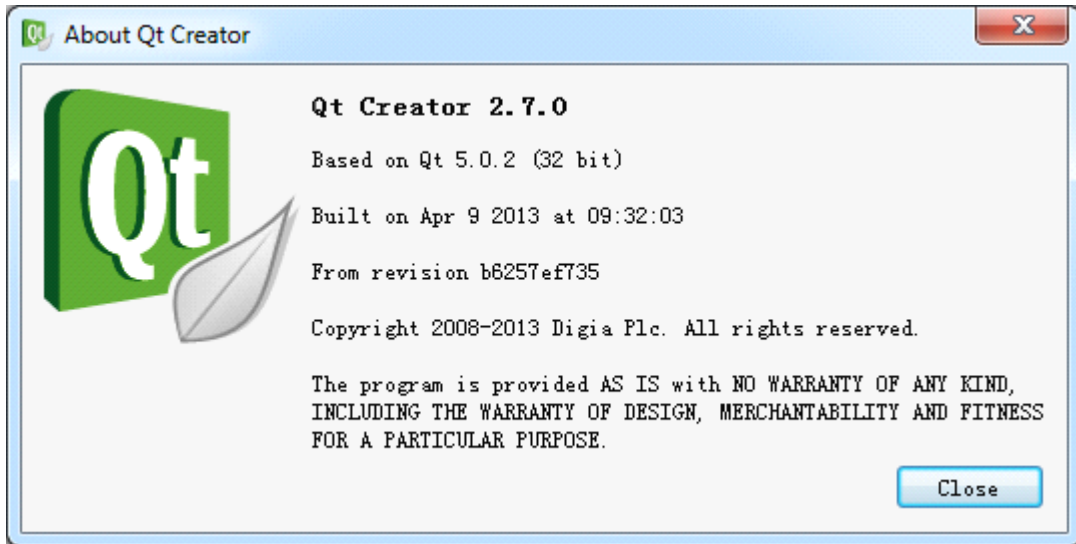 About Qt Creator
Qt
Qt Creator 2.7.0
Based on Qt 5.0.2 (32 bit)
Built on Apr 9 2013 at 09:32:03
From revision b6257ef735
Copyright 2008-2013 Digia Plc. All rights reserved.
The program is provided AS IS with NO WARRANTY OF ANY KIND,
INCLUDING THE WARRANTY OF DESIGN, MERCHANTABILITY AND FITNESS
FOR A PARTICULAR PURPOSE.
Close